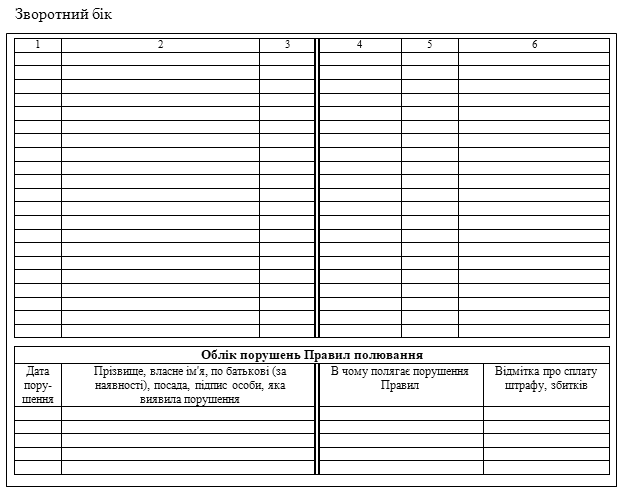 Зворотний бік
1 2 3 4 5 6
Облік порушень Правил полювання
Дата
пору-
шення
Прізвище, власне ім'я, по батькові (за
наявності), посада, підпис особи, яка
виявила порушення
В чому полягає порушення
Правил
Відмітка про сплату
штрафу, збитків